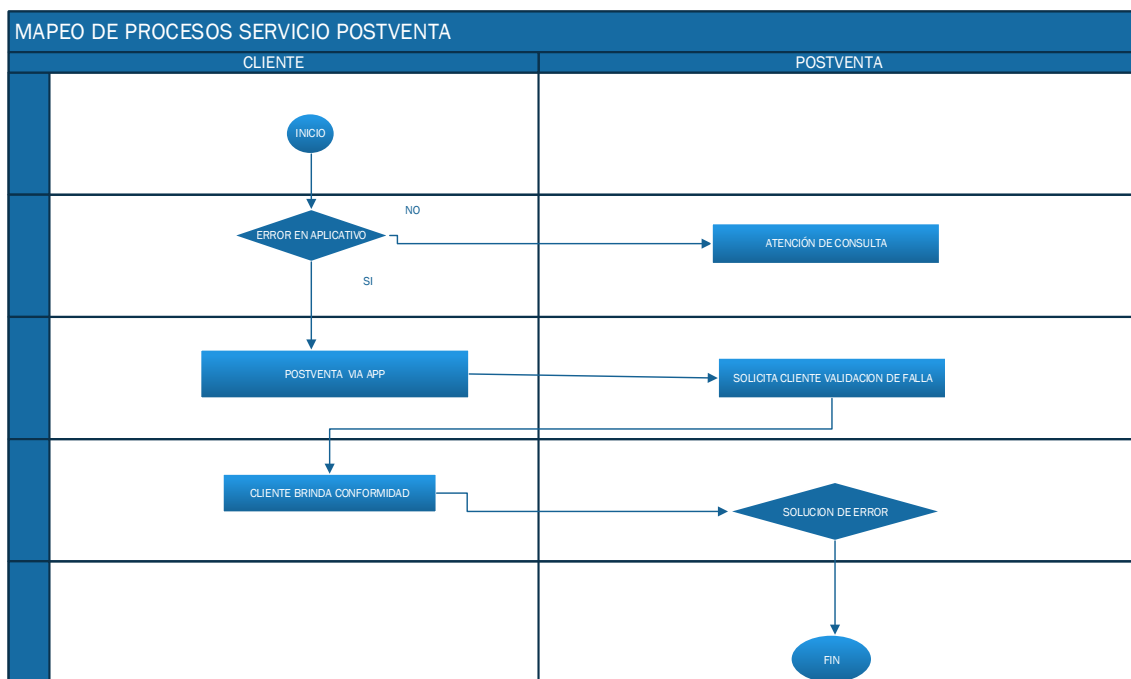 MAPEO DE PROCESOS SERVICIO POSTVENTA
CLIENTE
POSTVENTA
INICIO
NO
ERROR EN APLICATIVO
ATENCIÓN DE CONSULTA
SI
POSTVENTA VIA APP
SOLICITA CLIENTE VALIDACION DE FALLA
CLIENTE BRINDA CONFORMIDAD
SOLUCION DE ERROR
FIN